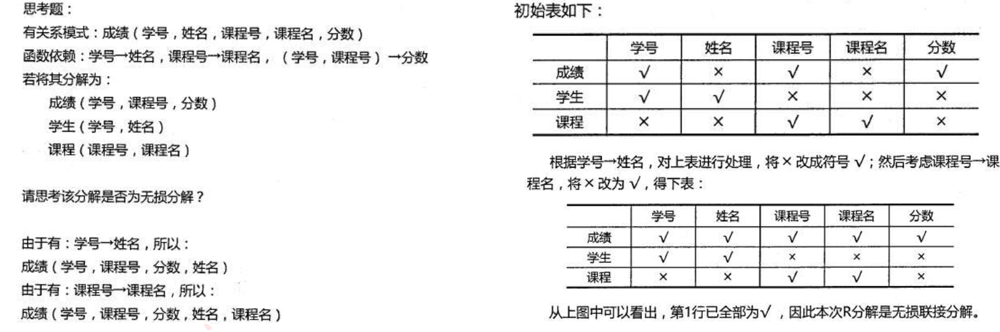 思考题：
有关系模式：成绩（学号，姓名，课程号，课程名，分数）
函数依赖：学号→姓名，课程号→课程名，（学号，课程号）→分数
若将其分解为：
成绩（学号，课程号，分数）
学生（学号，姓名）
课程（课程号，课程名）
请思考该分解是否为无损分解？
由于有：学号→姓名，所以：
成绩（学号，课程号，分数，姓名）
由于有：课程号→课程名，所以：
成绩（学号，课程号，分数，姓名，课程名）
初始表如下：
学号 姓名 课程号 课程名 分数
成绩 √ × √ × √
学生 √ √ × × ×
课程 × × √ √ ×
根据学号→姓名，对上表进行处理，将×改成符号 √；然后考虑课程号→课
程名，将×改为 √，得下表：
学号 姓名 课程号 课程名 分数
成绩 √ √ √ √ √
学生 √ √ × × ×
课程 × × √ √ ×
从上图中可以看出，第1行已全部为√，因此本次R分解是无损联接分解。